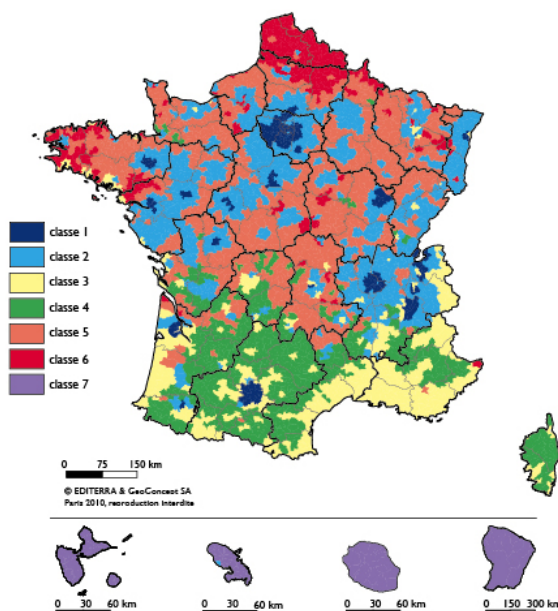 classe 1
classe 2
classe 3
classe 4
classe 5
classe 6
classe 7
0 75 150 km
© EDITERRA & GeoConcept SA
Paris 2010, reproduction interdite
0 30 60 km
0 30 60 km
0 30 60 km
0 150 300 km